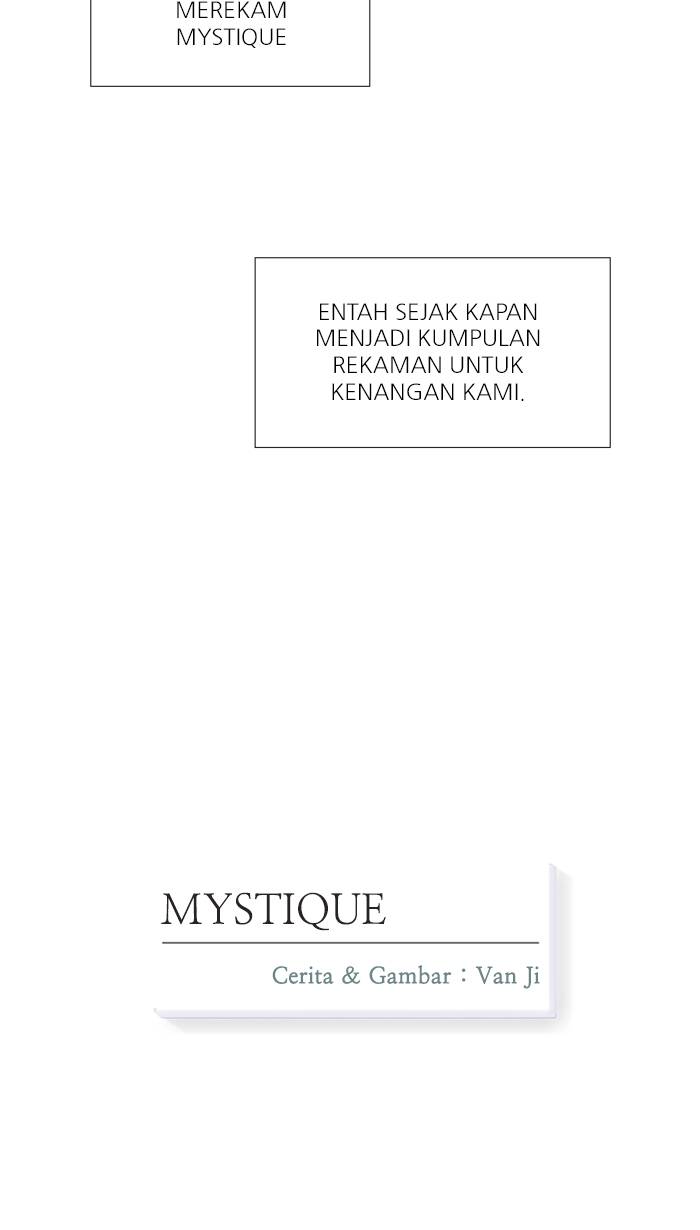 MEREKAM
MYSTIQUE
ENTAH SEJAK KAPAN
MENJADI KUMPULAN
REKAMAN UNTUK
KENANGAN KAMI.
MYSTIQUE
Cerita & Gambar : Van Ji